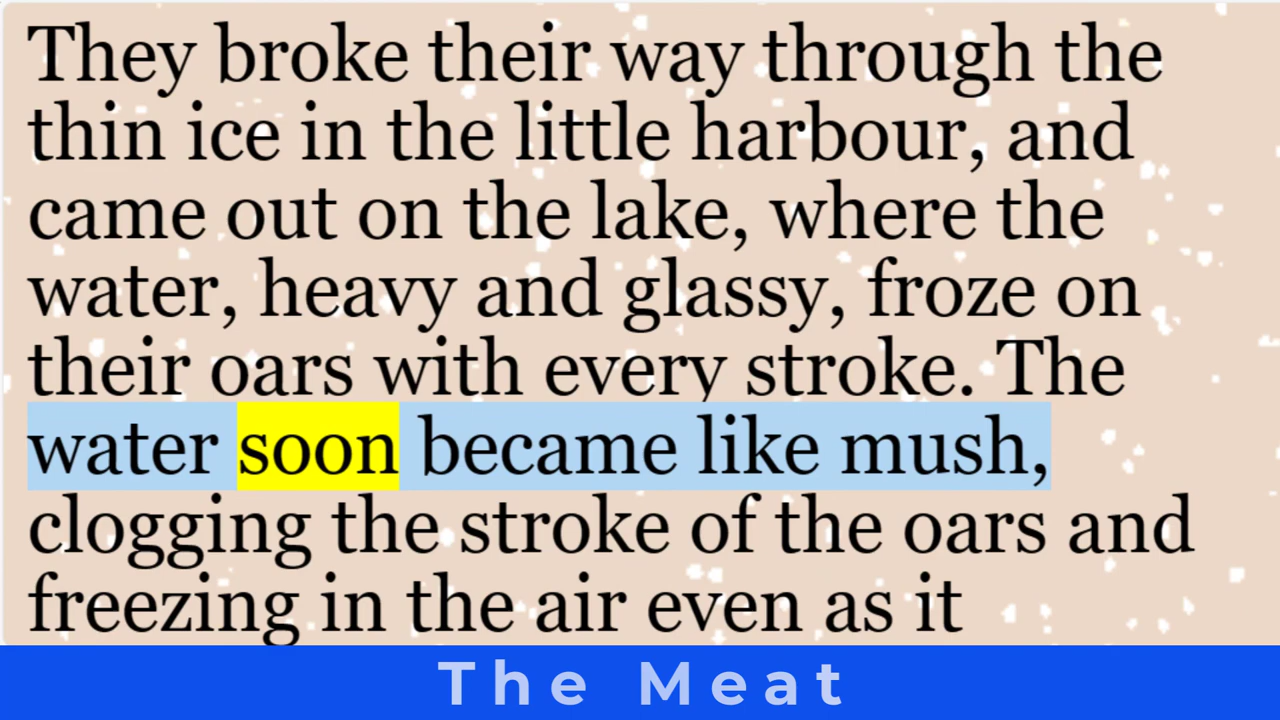 They broke their way through the
thin ice in the little harbour, and
came out on the lake, where the
water, heavy and glassy, froze on
their oars with every stroke. The
water soon became like mush,
clogging the stroke of the oars and
freezing in the air even as it
The Meat